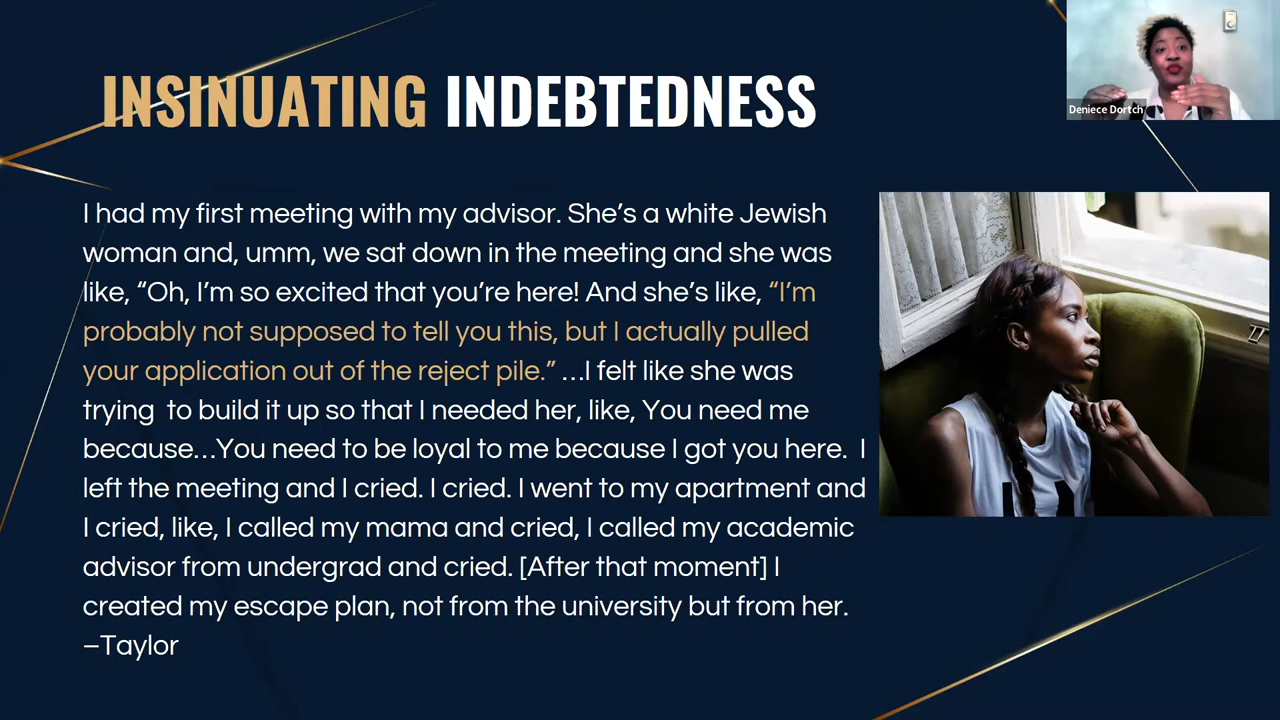 INSINUATING INDEBTEDNESS
Deniece Dortch
I had my first meeting with my advisor. She’s a white Jewish
woman and, umm, we sat down in the meeting and she was
like, “Oh, I’m so excited that you’re here! And she’s like, “I’m
probably not supposed to tell you this, but I actually pulled
your application out of the reject pile.” …I felt like she was
trying to build it up so that I needed her, like, You need me
because…You need to be loyal to me because I got you here. I
left the meeting and I cried. I cried. I went to my apartment and
I cried, like, I called my mama and cried, I called my academic
advisor from undergrad and cried. [After that moment] I
created my escape plan, not from the university but from her.
–Taylor